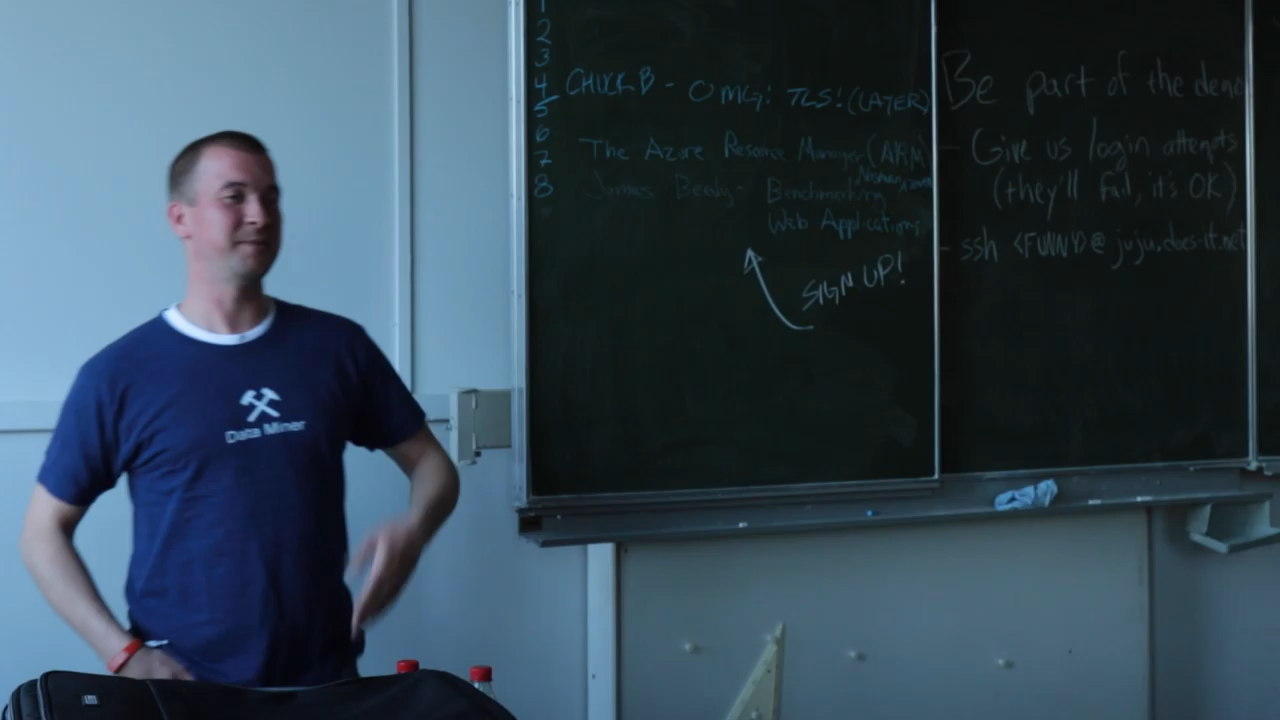 1
2
3
4 CHUCK B - OMG! TLS! (LATER)
5
6
7 The Azure Resource Manager (ARM)
8 James Beedy - Benchmarking
Web Applications
SIGN UP!
Be part of the demo
- Give us login attempts
(they'll fail, it's OK)
- ssh <FUNNY>@juju.does-it.net
Data Miner